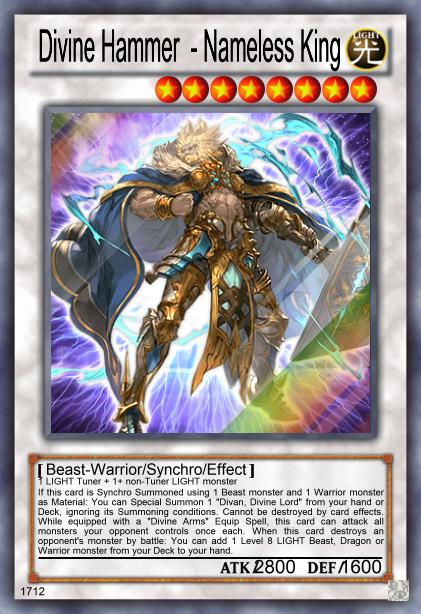 Divine Hammer - Nameless King
LIGHT
光
[ Beast-Warrior/Synchro/Effect ]
1 LIGHT Tuner + 1+ non-Tuner LIGHT monster
If this card is Synchro Summoned using 1 Beast monster and 1 Warrior monster
as Material: You can Special Summon 1 "Divan, Divine Lord" from your hand or
Deck, ignoring its Summoning conditions. Cannot be destroyed by card effects.
While equipped with a "Divine Arms" Equip Spell, this card can attack all
monsters your opponent controls once each. When this card destroys an
opponent's monster by battle: You can add 1 Level 8 LIGHT Beast, Dragon or
Warrior monster from your Deck to your hand.
ATK/2800 DEF/1600
1712